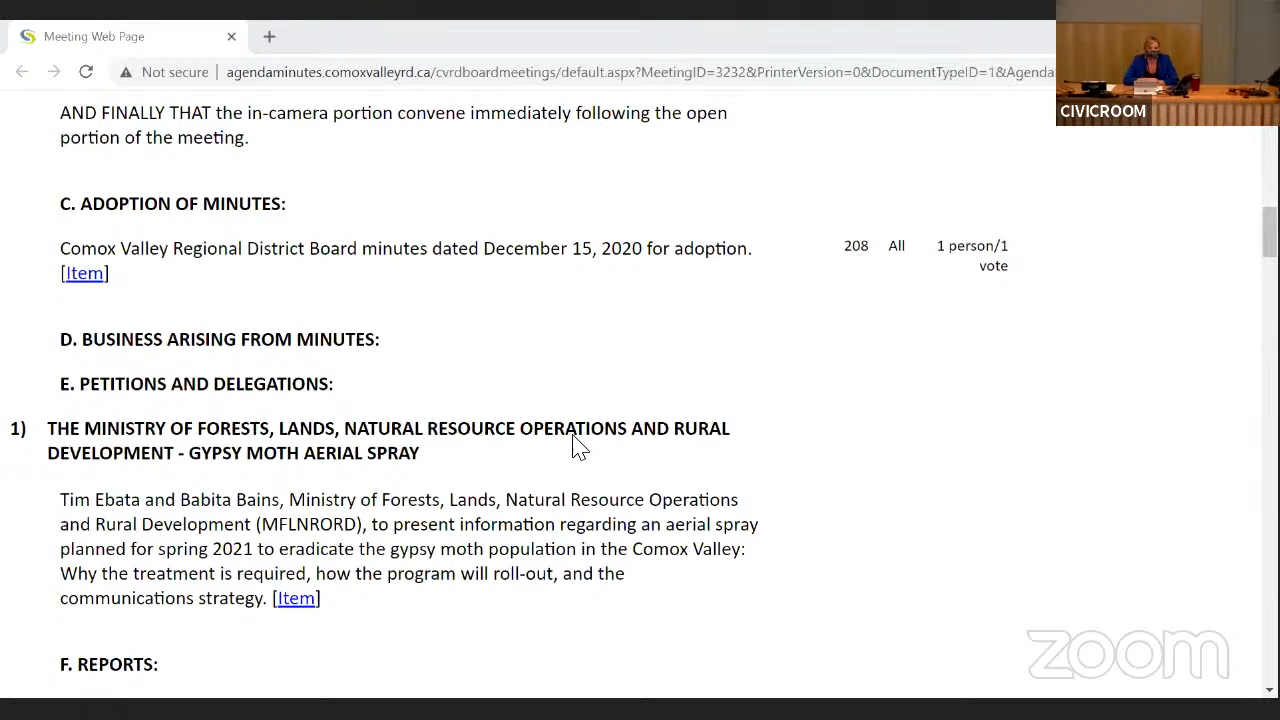 Meeting Web Page
Not secure
agendaminutes.comoxvalleyrd.ca/cvrdboardmeetings/default.aspx?MeetingID=3232&PrinterVersion=0&DocumentTypeID=1&Agenda
CIVICROOM
AND FINALLY THAT the in-camera portion convene immediately following the open
portion of the meeting.
C. ADOPTION OF MINUTES:
Comox Valley Regional District Board minutes dated December 15, 2020 for adoption.
[Item]
208 All 1 person/1
vote
D. BUSINESS ARISING FROM MINUTES:
E. PETITIONS AND DELEGATIONS:
1) THE MINISTRY OF FORESTS, LANDS, NATURAL RESOURCE OPERATIONS AND RURAL
DEVELOPMENT - GYPSY MOTH AERIAL SPRAY
Tim Ebata and Babita Bains, Ministry of Forests, Lands, Natural Resource Operations
and Rural Development (MFLNRORD), to present information regarding an aerial spray
planned for spring 2021 to eradicate the gypsy moth population in the Comox Valley:
Why the treatment is required, how the program will roll-out, and the
communications strategy. [Item]
F. REPORTS:
zoom